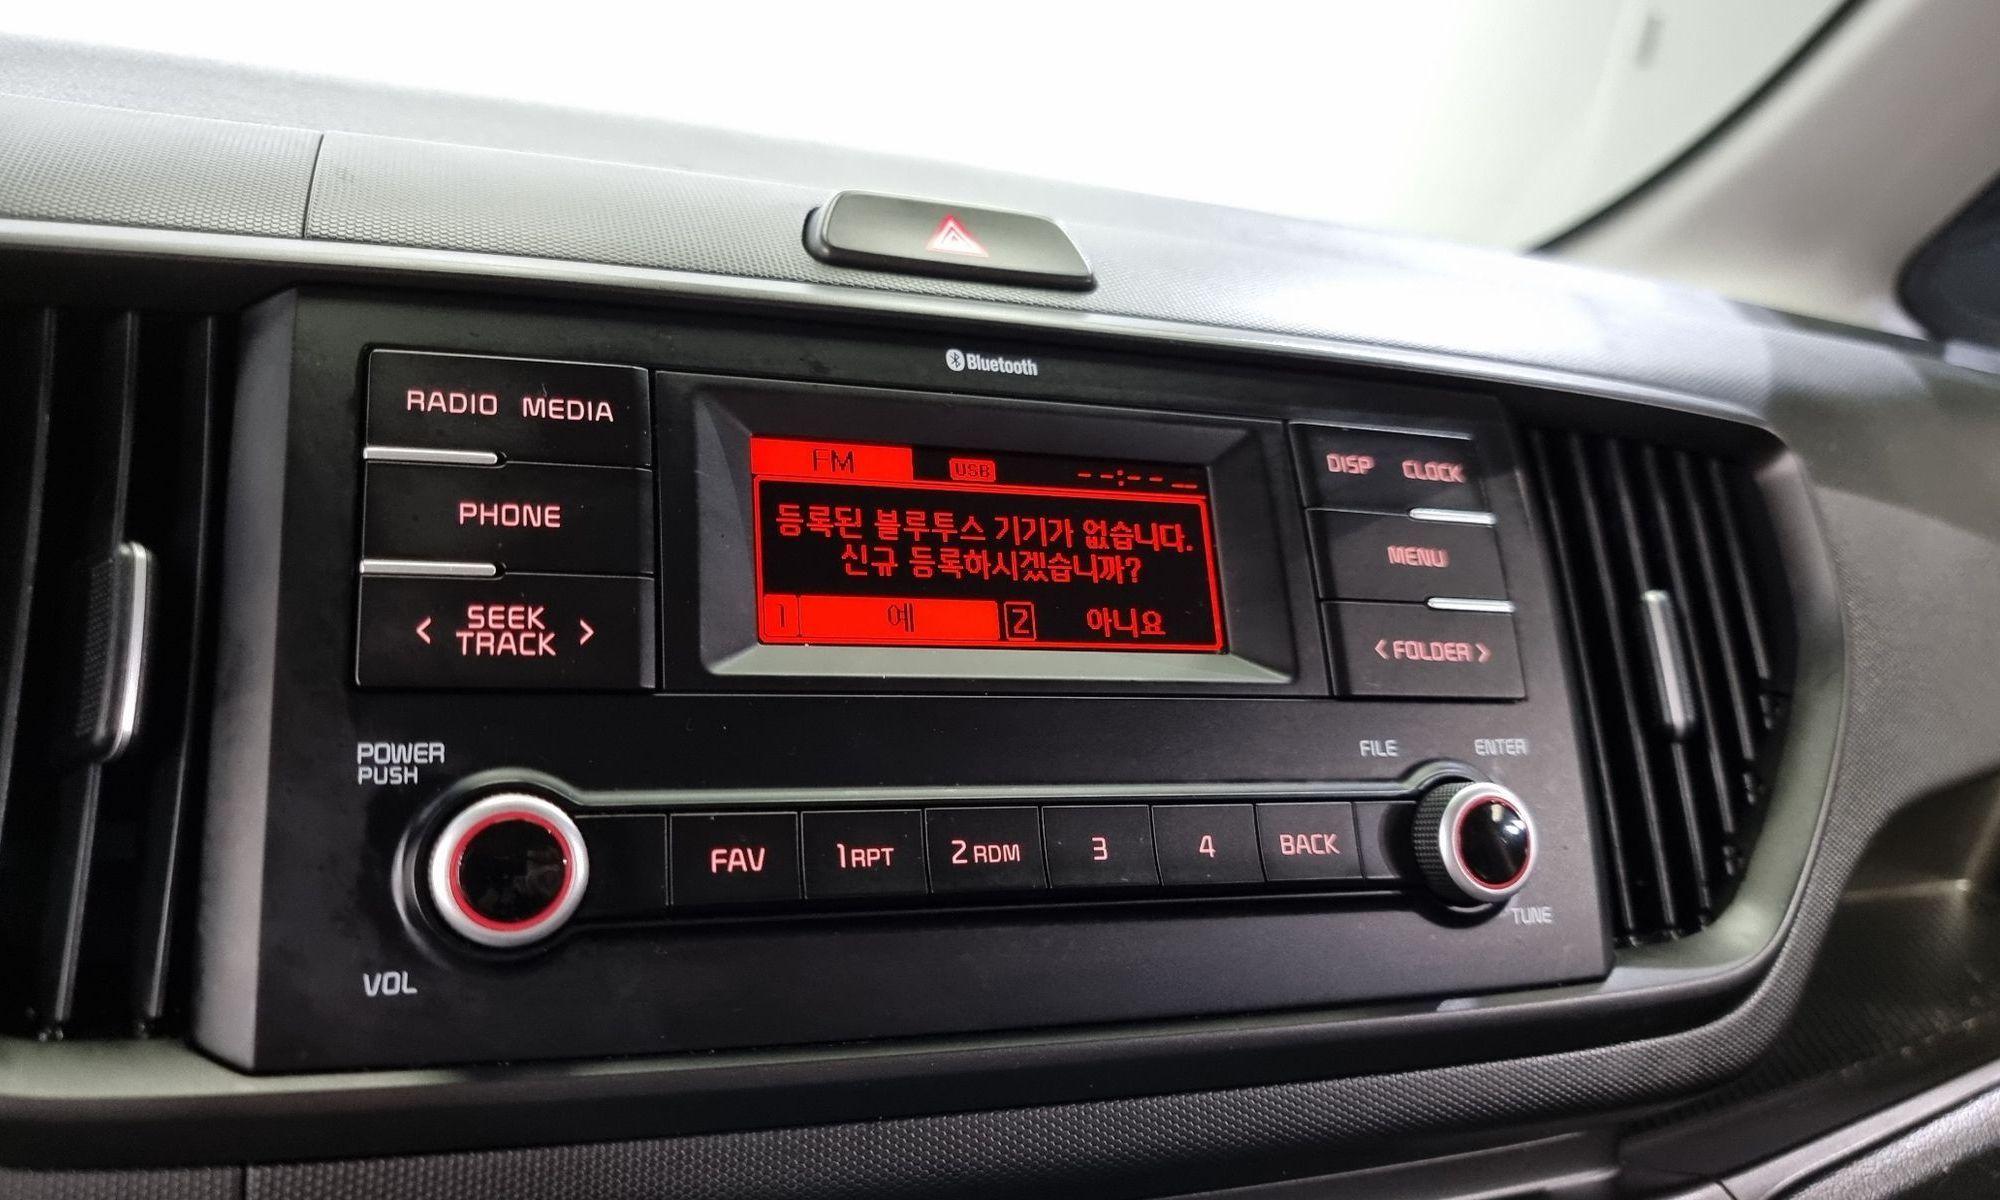 Bluetooth
RADIO MEDIA
PHONE
< SEEK TRACK >
FM USB --:-- --
등록된 블루투스 기기가 없습니다.
신규 등록하시겠습니까?
1 예 2 아니요
DISP CLOCK
MENU
< FOLDER >
POWER
PUSH
VOL
FAV 1 RPT 2 RDM 3 4 BACK
FILE ENTER
TUNE